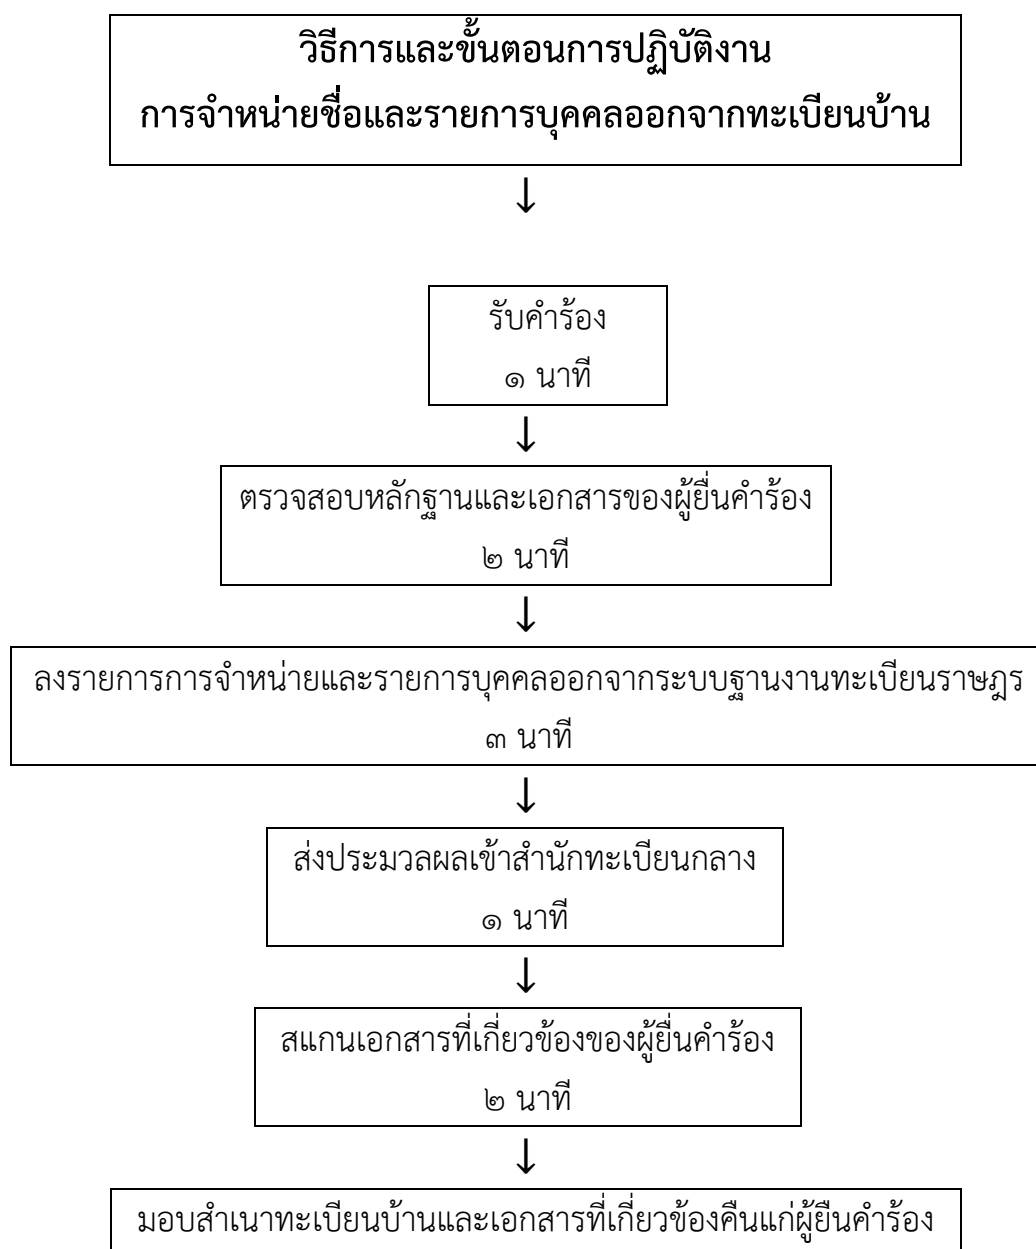 วิธีการและขั้นตอนการปฏิบัติงาน
การจำหน่ายชื่อและรายการบุคคลออกจากทะเบียนบ้าน
↓
รับคำร้อง
๑ นาที
↓
ตรวจสอบหลักฐานและเอกสารของผู้ยื่นคำร้อง
๒ นาที
↓
ลงรายการการจำหน่ายและรายการบุคคลออกจากระบบฐานงานทะเบียนราษฎร
๓ นาที
↓
ส่งประมวลผลเข้าสำนักทะเบียนกลาง
๑ นาที
↓
สแกนเอกสารที่เกี่ยวข้องของผู้ยื่นคำร้อง
๒ นาที
↓
มอบสำเนาทะเบียนบ้านและเอกสารที่เกี่ยวข้องคืนแก่ผู้ยืนคำร้อง